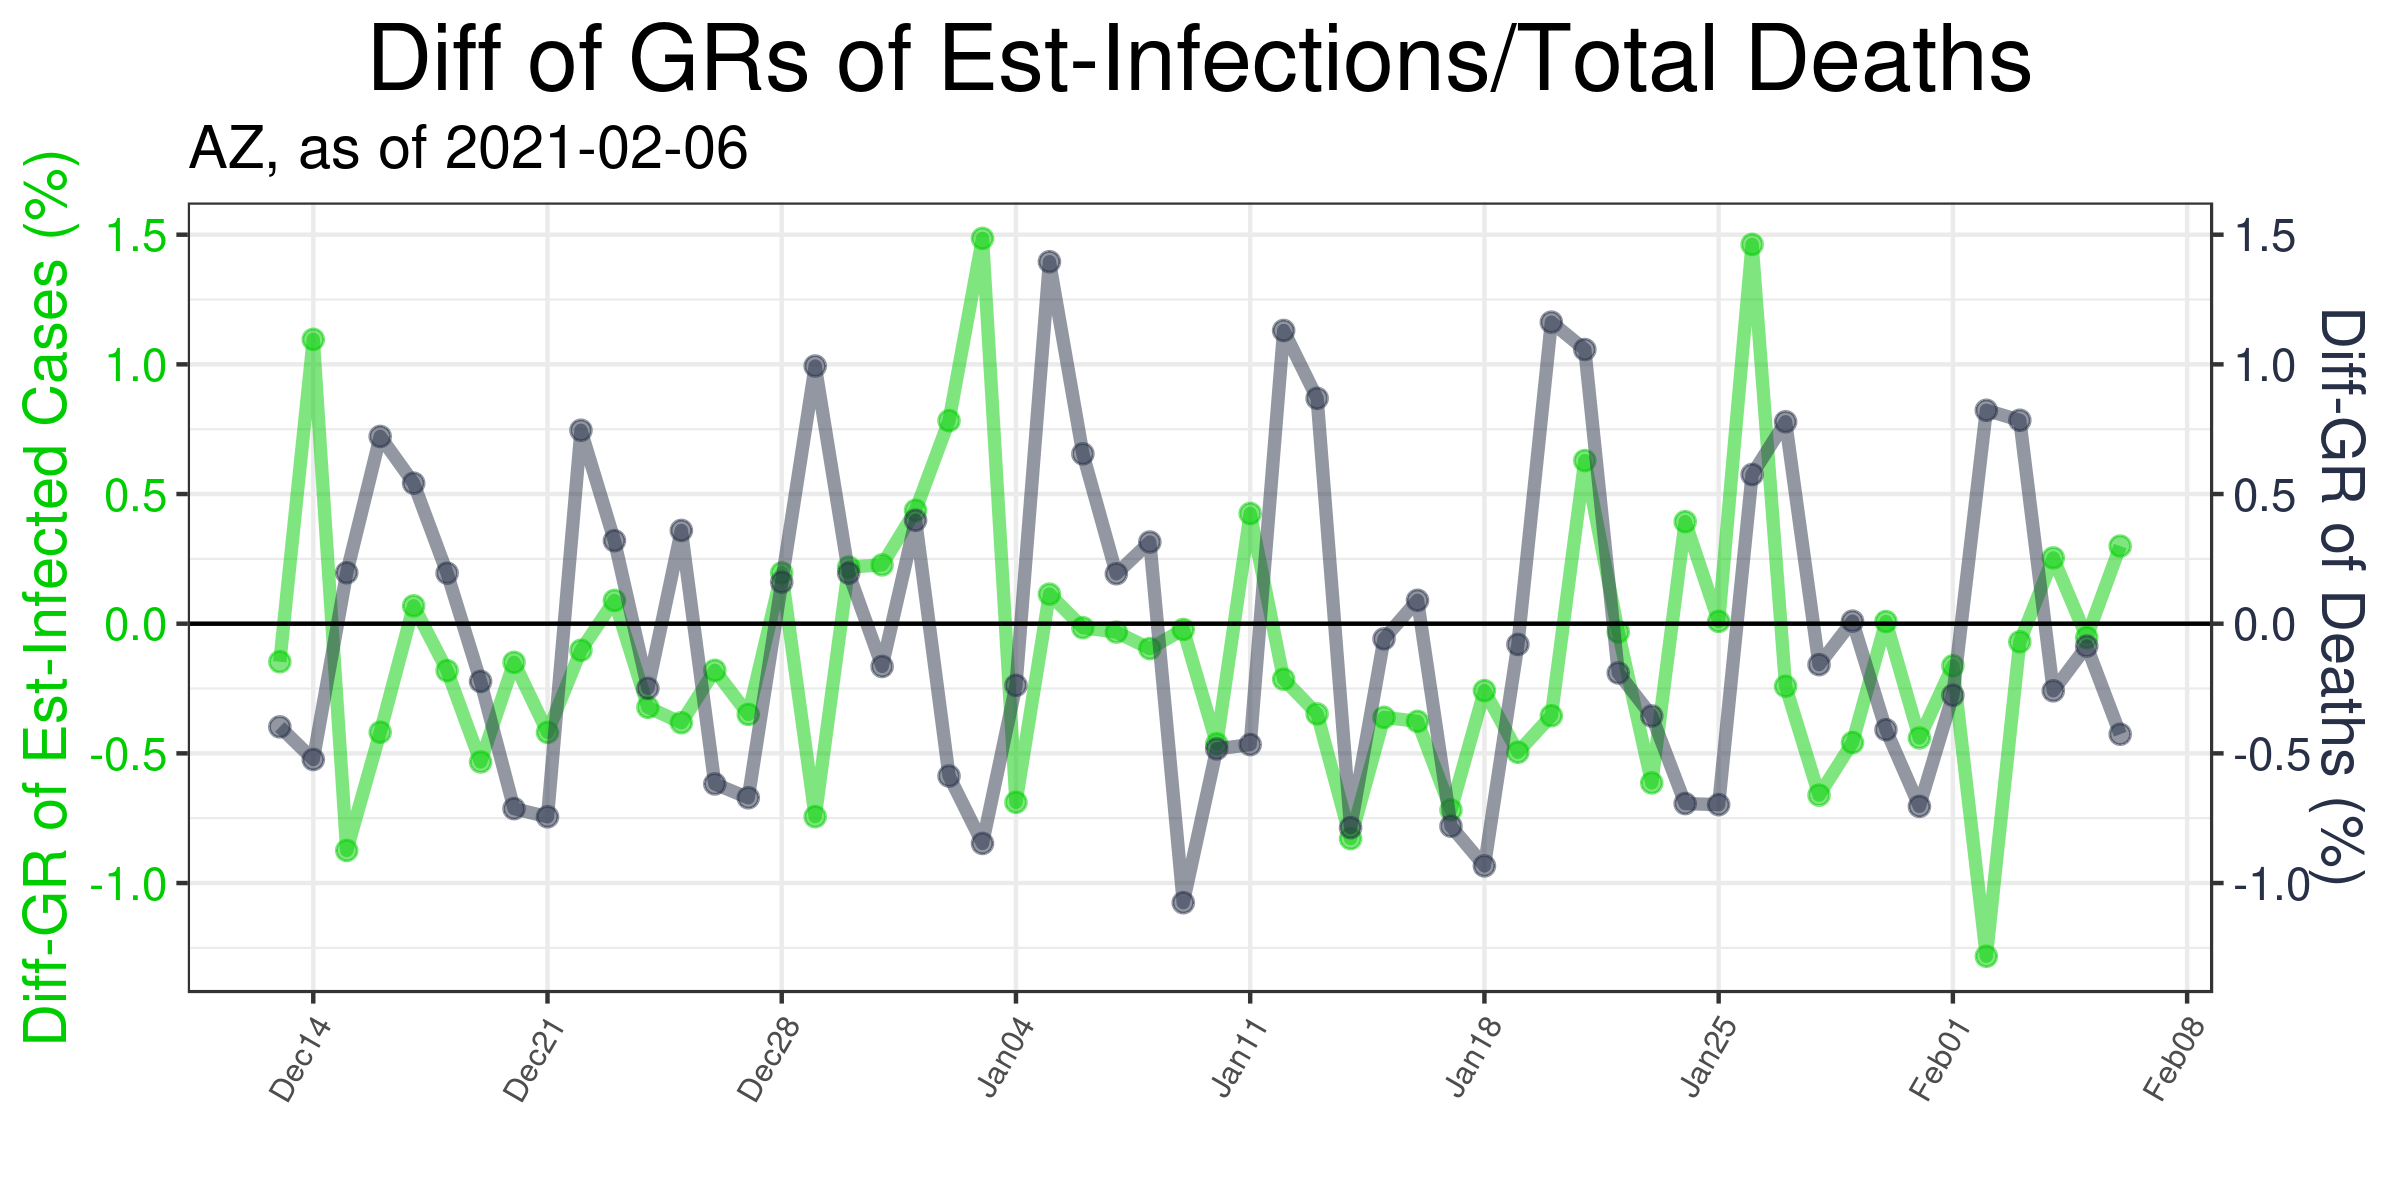 Diff of GRs of Est-Infections/Total Deaths
AZ, as of 2021-02-06
Diff-GR of Est-Infected Cases (%)
1.5
1.0
0.5
0.0
-0.5
-1.0
1.5
1.0
0.5
0.0
-0.5
-1.0
Diff-GR of Deaths (%)
Dec14
Dec21
Dec28
Jan04
Jan11
Jan18
Jan25
Feb01
Feb08